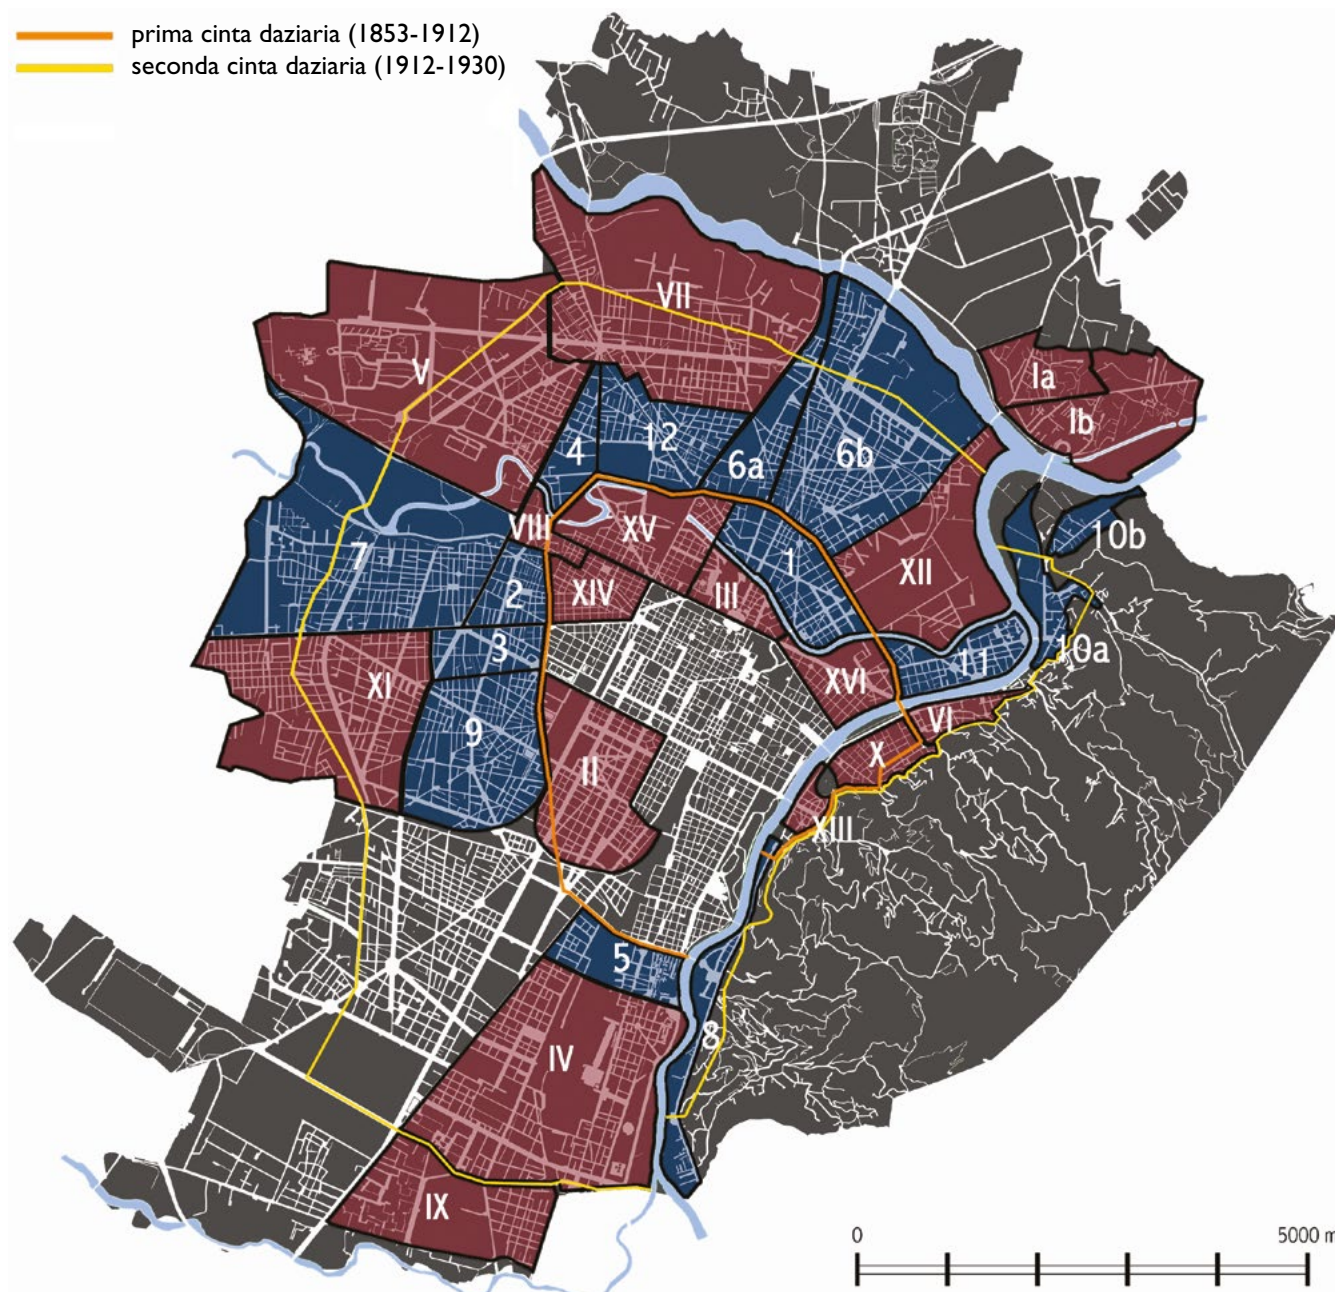 prima cinta daziaria (1853-1912)
seconda cinta daziaria (1912-1930)
VII
V
Ia
Ib
4
12
6a
6b
VIII
XV
10b
7
1
XII
2
XIV
III
3
10a
11
XI
XVI
VI
9
X
II
XIII
5
8
IV
IX
0
5000 m